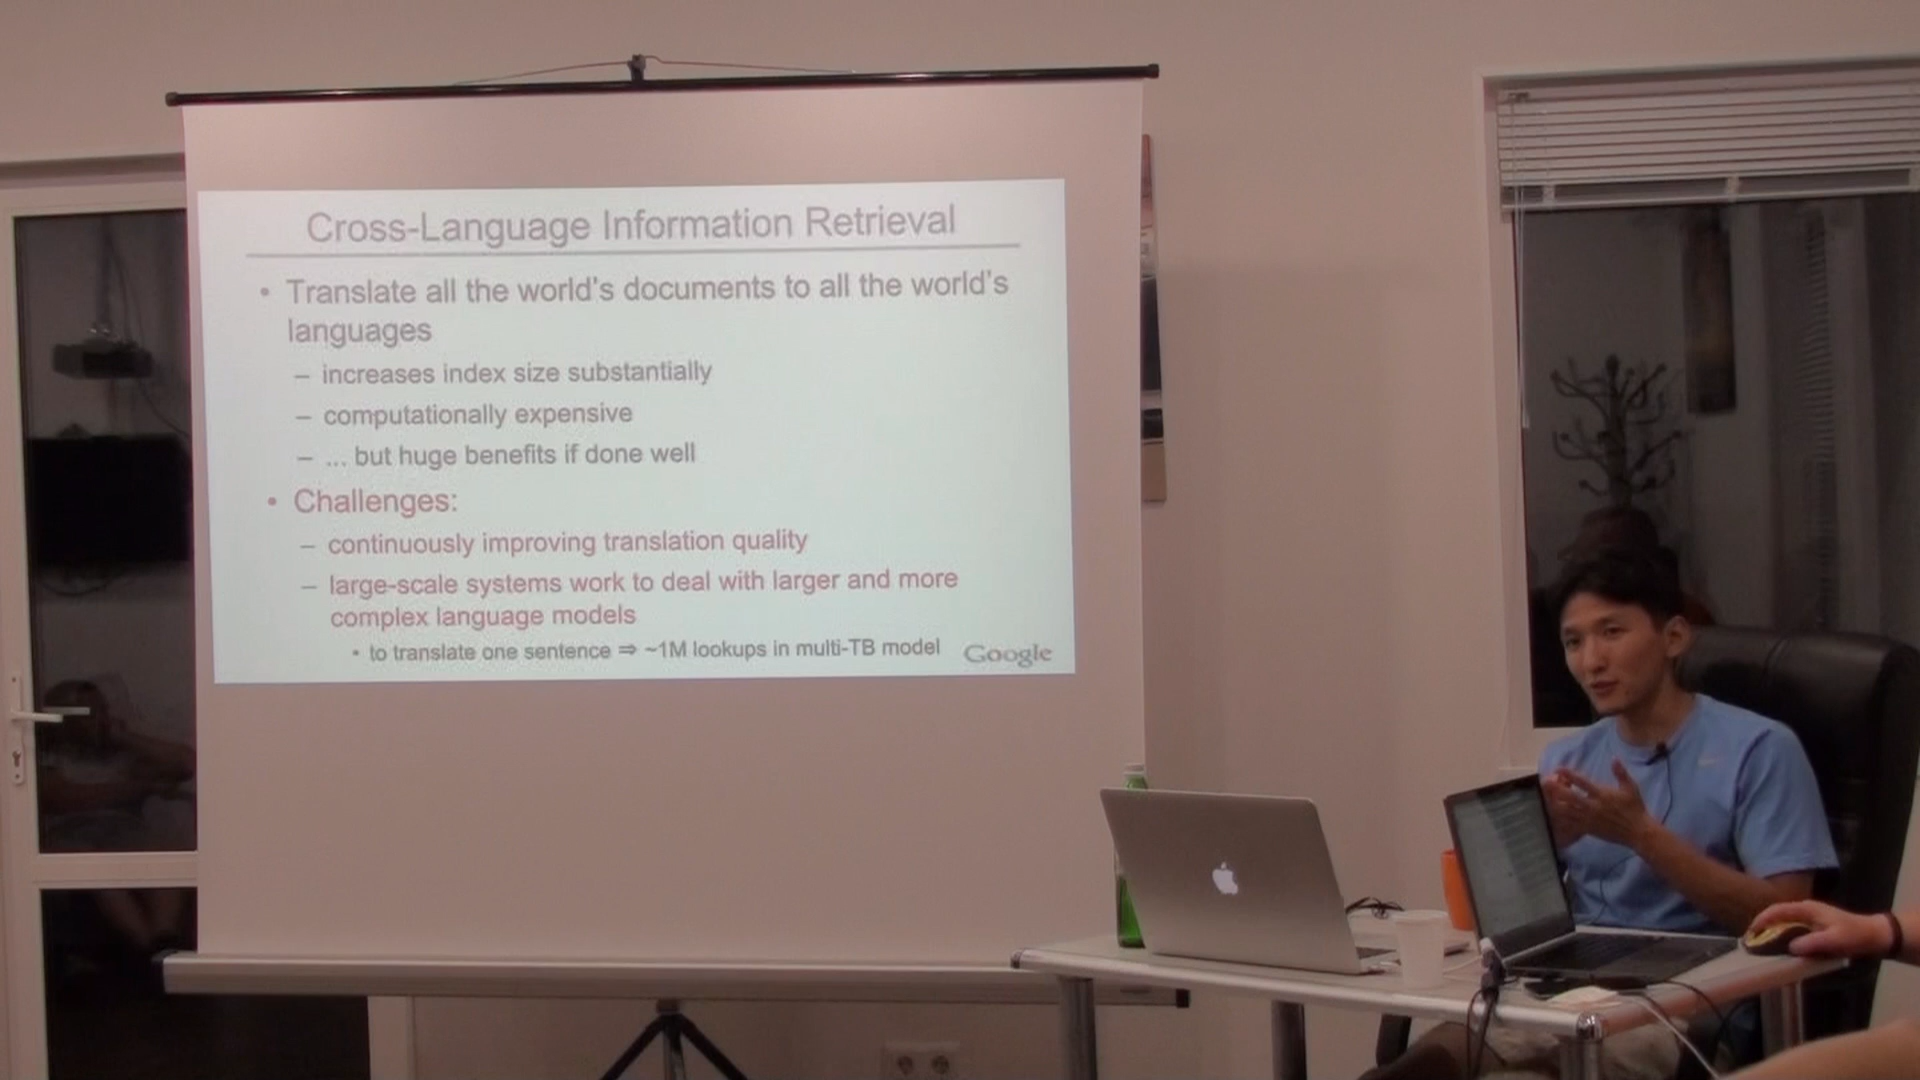 Cross-Language Information Retrieval
• Translate all the world's documents to all the world's
languages
– increases index size substantially
– computationally expensive
– ... but huge benefits if done well
• Challenges:
– continuously improving translation quality
– large-scale systems work to deal with larger and more
complex language models
• to translate one sentence ⇒ ~1M lookups in multi-TB model
Google